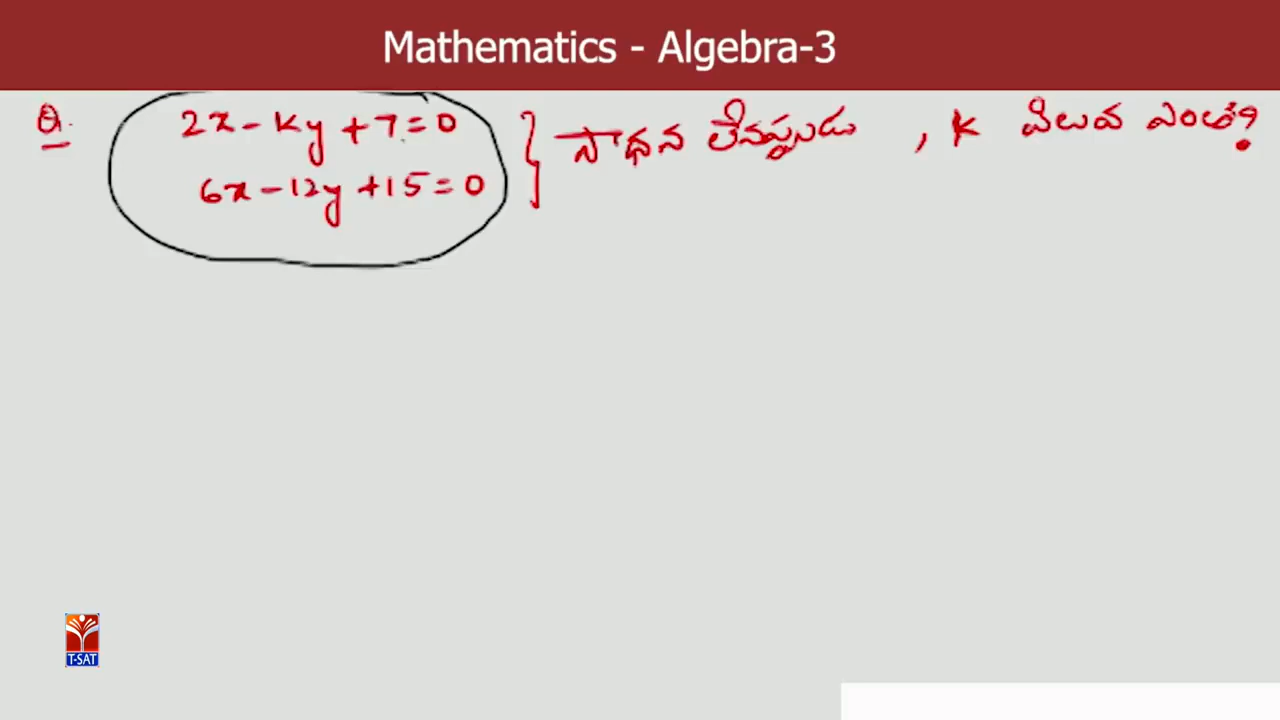 Mathematics - Algebra-3
Q. 2x - ky + 7 = 0 } సాధన లేనప్పుడు , k విలువ ఎంత?
6x - 12y + 15 = 0
T-SAT